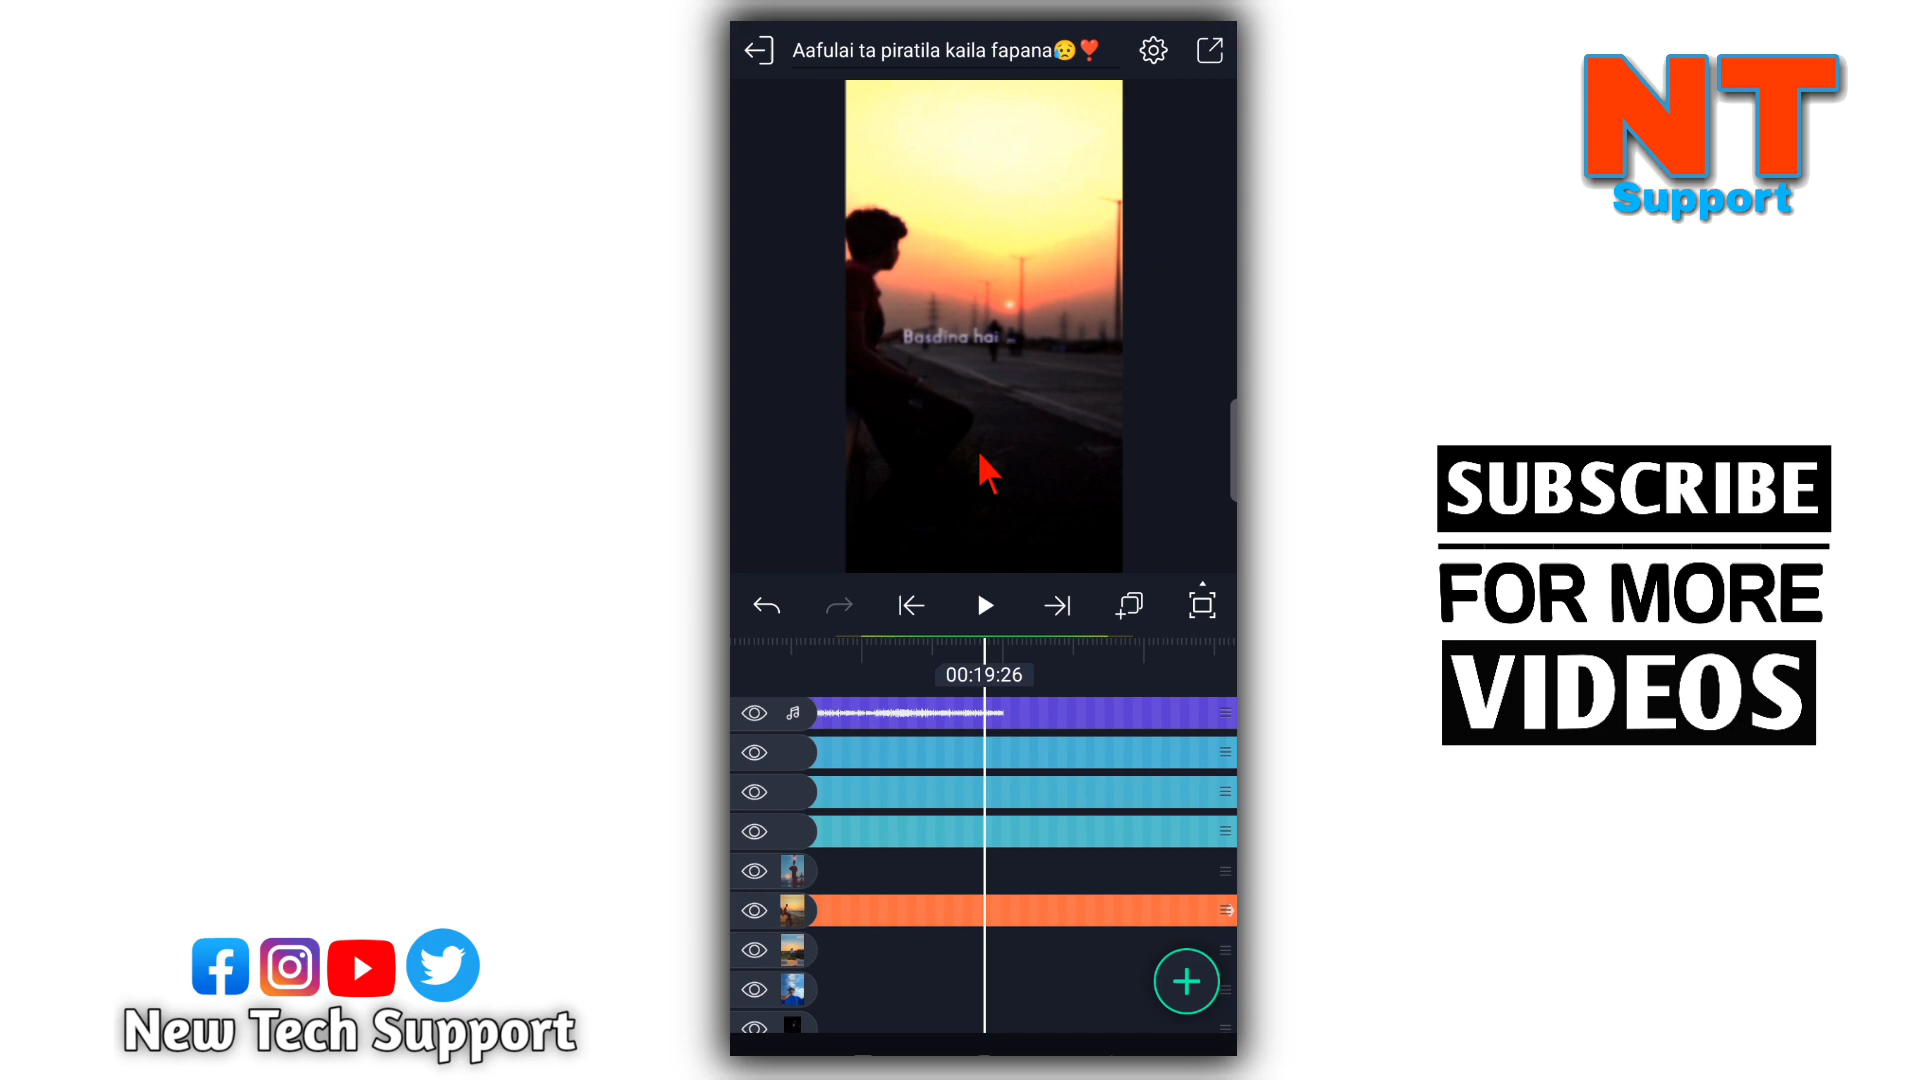 Aafulai ta piratila kaila fapana😥❣️
NT
Support
Basdina hai
SUBSCRIBE
FOR MORE
VIDEOS
00:19:26
New Tech Support